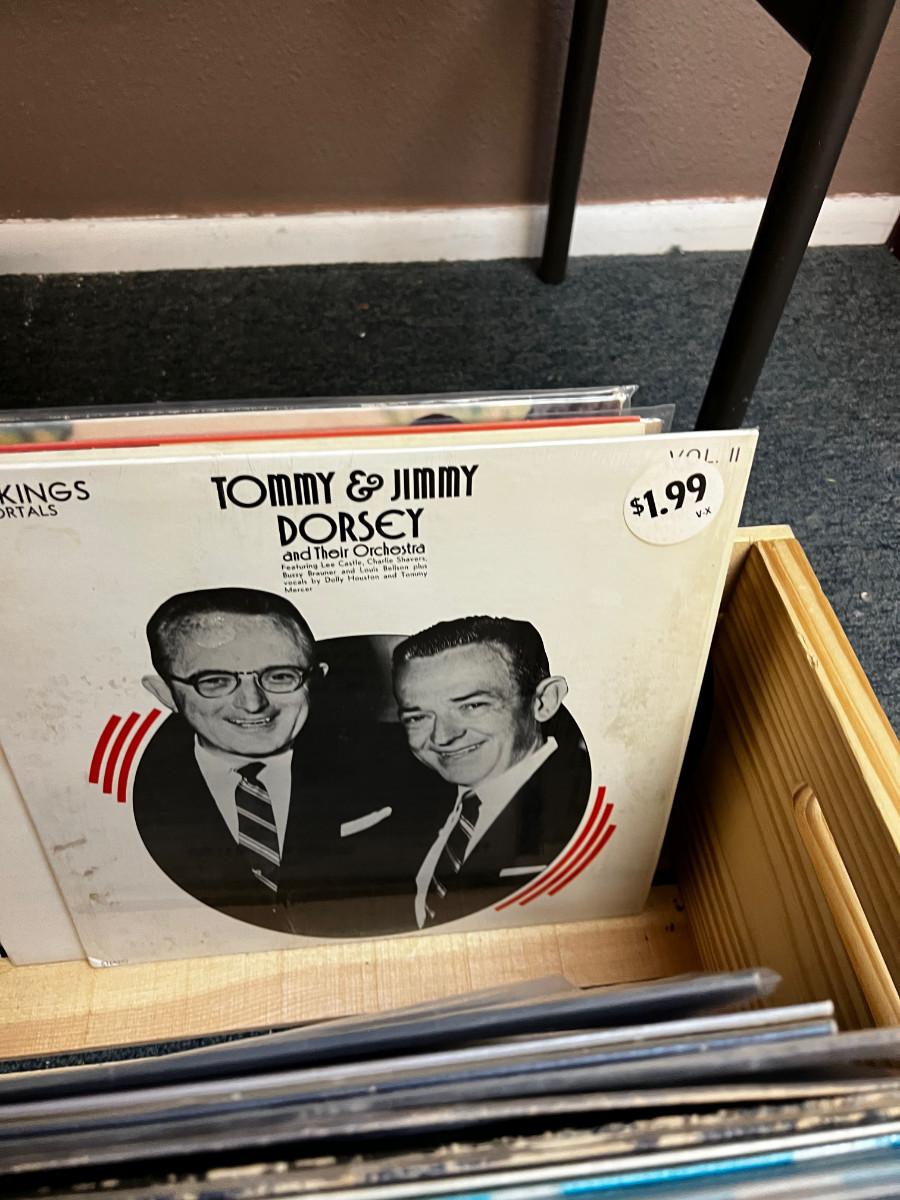 KINGS
ORTALS
TOMMY & JIMMY
DORSEY
and Their Orchestra
Featuring Lee Castle, Charlie Shavers,
Buzzy Brauner and Louis Bellson plus
vocals by Dolly Houston and Tommy
Mercer
VOL. II
$1.99
V-X